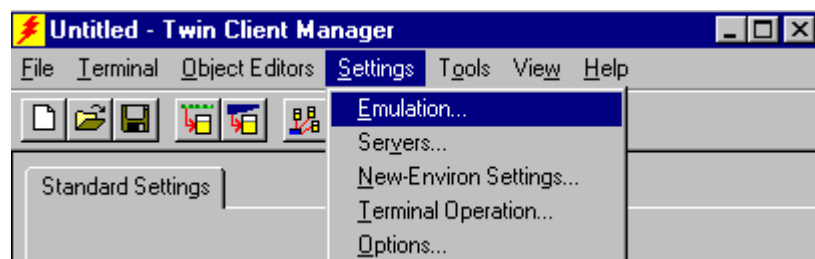 Untitled - Twin Client Manager
File Terminal Object Editors Settings Tools View Help
Emulation...
Servers...
Standard Settings
New-Environ Settings...
Terminal Operation...
Options...